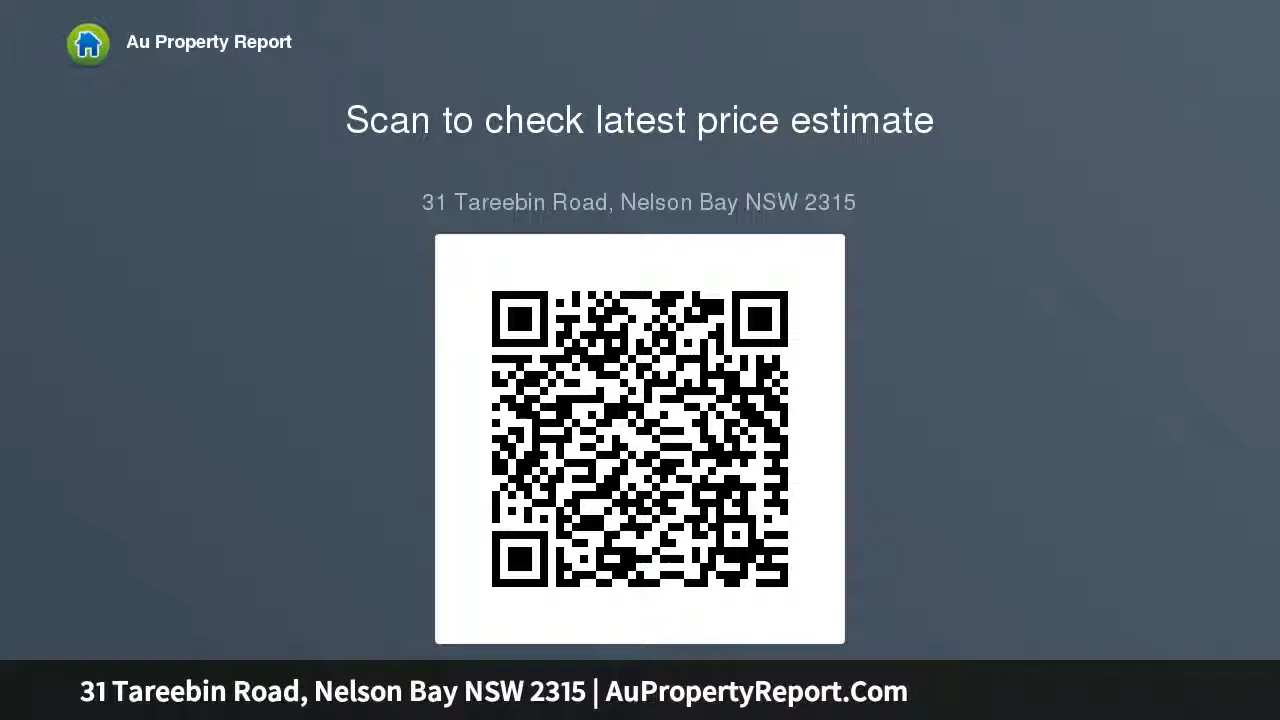 Au Property Report
Scan to check latest price estimate
31 Tareebin Road, Nelson Bay NSW 2315
31 Tareebin Road, Nelson Bay NSW 2315 | AuPropertyReport.Com